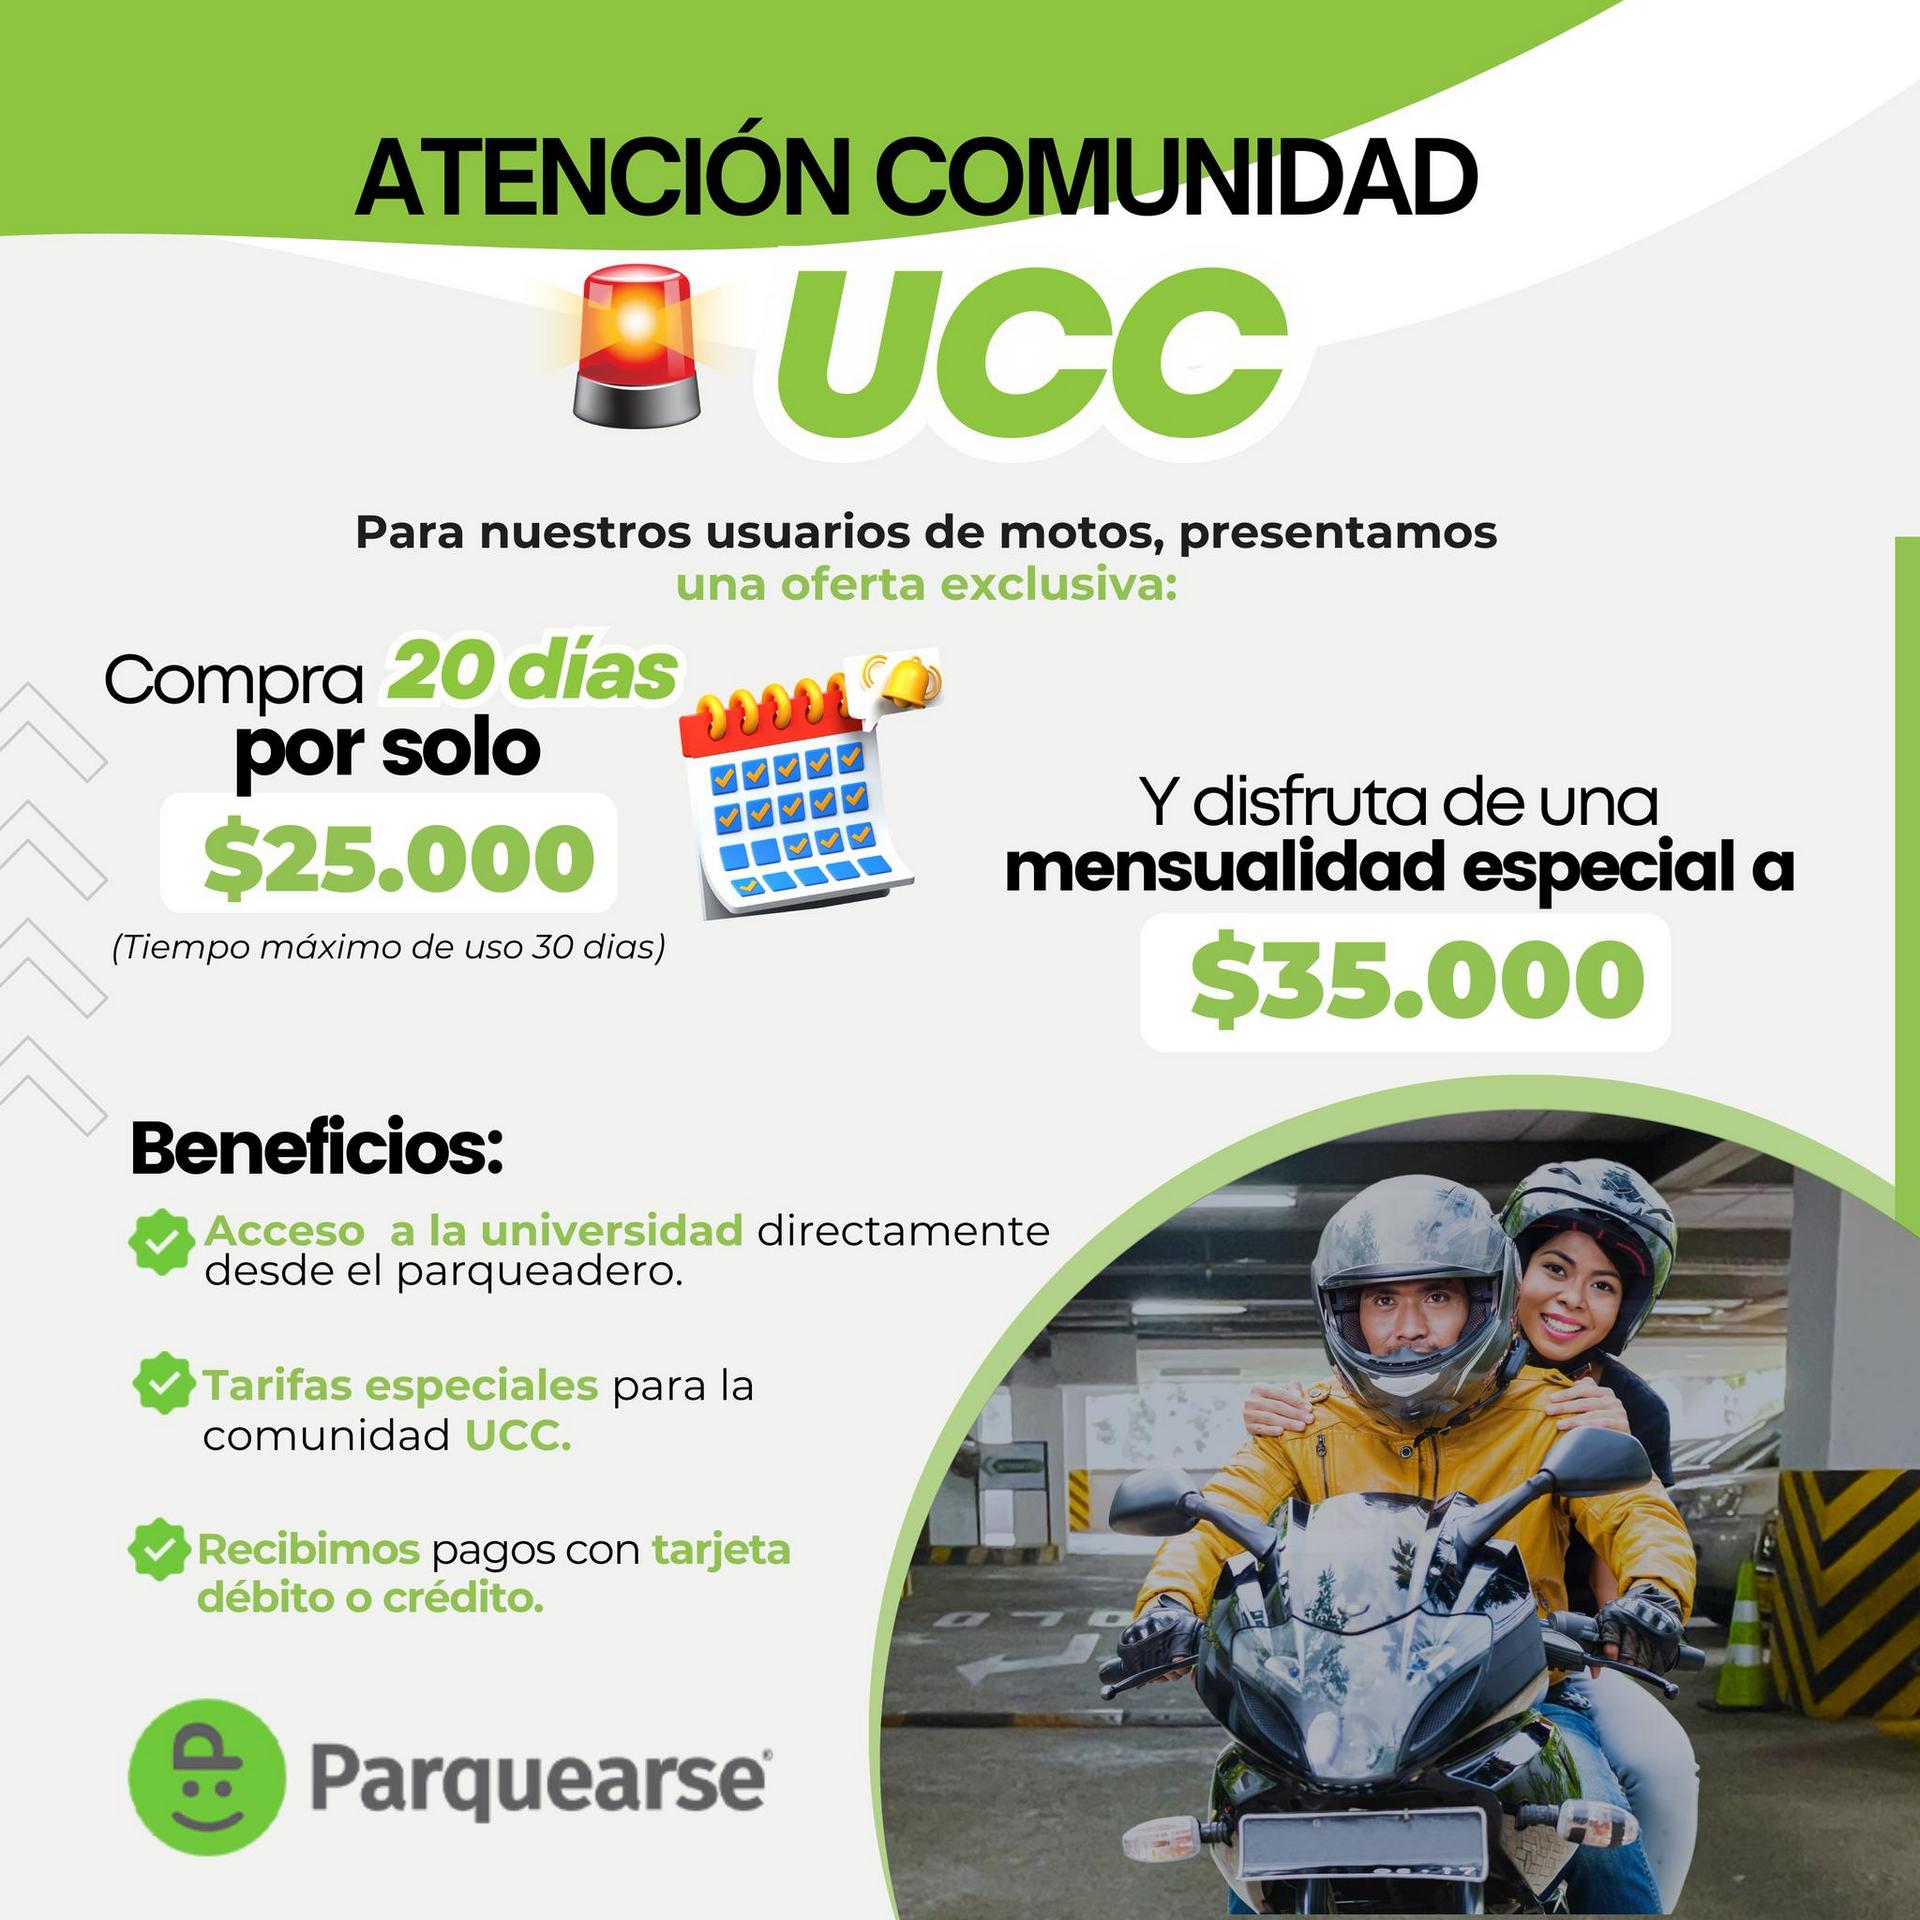 ATENCIÓN COMUNIDAD
UCC
Para nuestros usuarios de motos, presentamos
una oferta exclusiva:
Compra 20 días
por solo
$25.000
(Tiempo máximo de uso 30 dias)
Y disfruta de una
mensualidad especial a
$35.000
Beneficios:
Acceso a la universidad directamente
desde el parqueadero.
Tarifas especiales para la
comunidad UCC.
Recibimos pagos con tarjeta
débito o crédito.
Parquearse